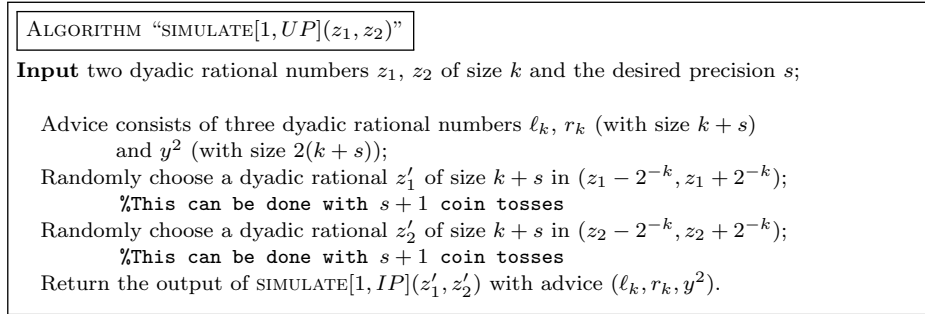 ALGORITHM “SIMULATE[1, UP](z₁, z₂)”
Input two dyadic rational numbers z₁, z₂ of size k and the desired precision s;
Advice consists of three dyadic rational numbers ℓₖ, rₖ (with size k + s)
and y² (with size 2(k + s));
Randomly choose a dyadic rational z′₁ of size k + s in (z₁ − 2⁻ᵏ, z₁ + 2⁻ᵏ);
%This can be done with s + 1 coin tosses
Randomly choose a dyadic rational z′₂ of size k + s in (z₂ − 2⁻ᵏ, z₂ + 2⁻ᵏ);
%This can be done with s + 1 coin tosses
Return the output of SIMULATE[1, IP](z′₁, z′₂) with advice (ℓₖ, rₖ, y²).